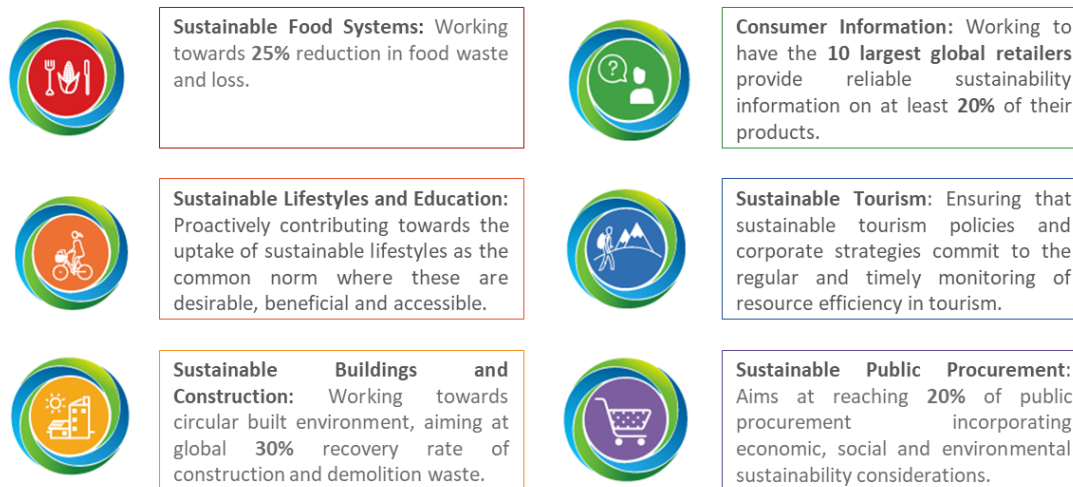 Sustainable Food Systems: Working
towards 25% reduction in food waste
and loss.
Consumer Information: Working to
have the 10 largest global retailers
provide reliable sustainability
information on at least 20% of their
products.
Sustainable Lifestyles and Education:
Proactively contributing towards the
uptake of sustainable lifestyles as the
common norm where these are
desirable, beneficial and accessible.
Sustainable Tourism: Ensuring that
sustainable tourism policies and
corporate strategies commit to the
regular and timely monitoring of
resource efficiency in tourism.
Sustainable Buildings and
Construction: Working towards
circular built environment, aiming at
global 30% recovery rate of
construction and demolition waste.
Sustainable Public Procurement:
Aims at reaching 20% of public
procurement incorporating
economic, social and environmental
sustainability considerations.